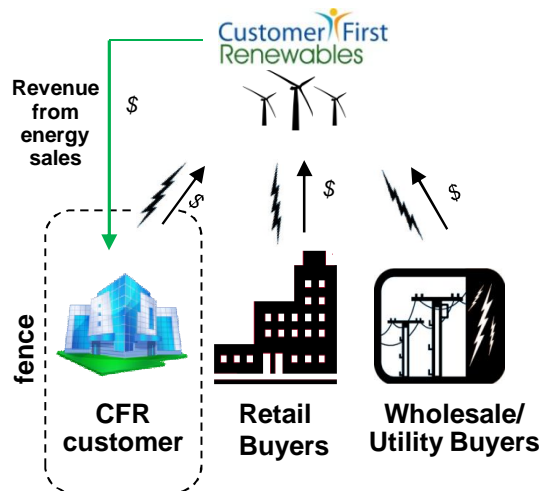 Customer First
Renewables
Revenue
from
energy
sales
$
$
$
$
fence
CFR
customer
Retail
Buyers
Wholesale/
Utility Buyers